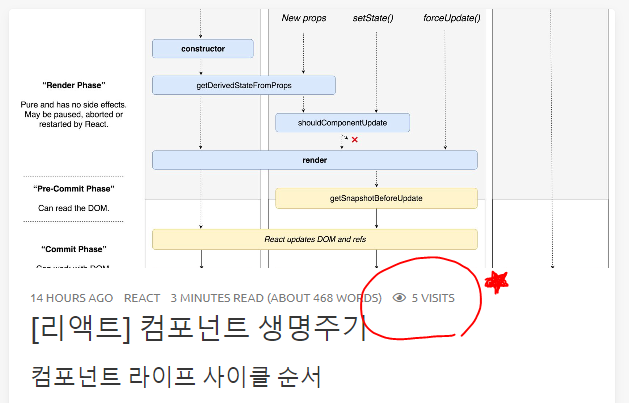 New props setState() forceUpdate()
constructor
"Render Phase"
getDerivedStateFromProps
Pure and has no side effects.
May be paused, aborted or
restarted by React.
shouldComponentUpdate
render
"Pre-Commit Phase"
getSnapshotBeforeUpdate
Can read the DOM.
React updates DOM and refs
"Commit Phase"
Can work with DOM,
14 HOURS AGO REACT 3 MINUTES READ (ABOUT 468 WORDS) 5 VISITS
[리액트] 컴포넌트 생명주기
컴포넌트 라이프 사이클 순서